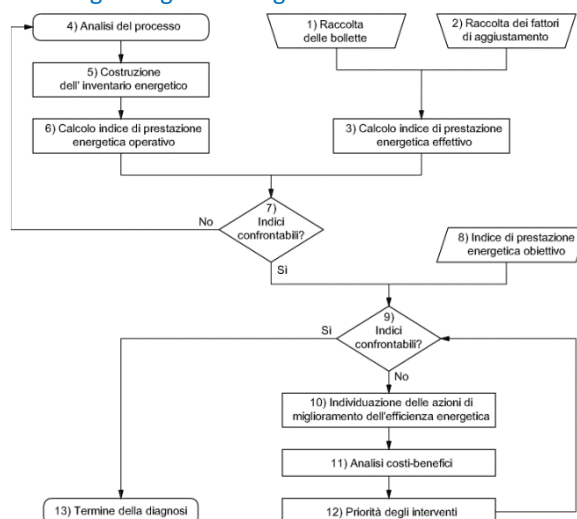 4) Analisi del processo
1) Raccolta
delle bollette
2) Raccolta dei fattori
di aggiustamento
5) Costruzione
dell' inventario energetico
6) Calcolo indice di prestazione
energetica operativo
3) Calcolo indice di prestazione
energetica effettivo
7)
Indici
confrontabili?
No
Sì
8) Indice di prestazione
energetica obiettivo
9)
Indici
confrontabili?
Sì
No
10) Individuazione delle azioni di
miglioramento dell'efficienza energetica
11) Analisi costi-benefici
12) Priorità degli interventi
13) Termine della diagnosi